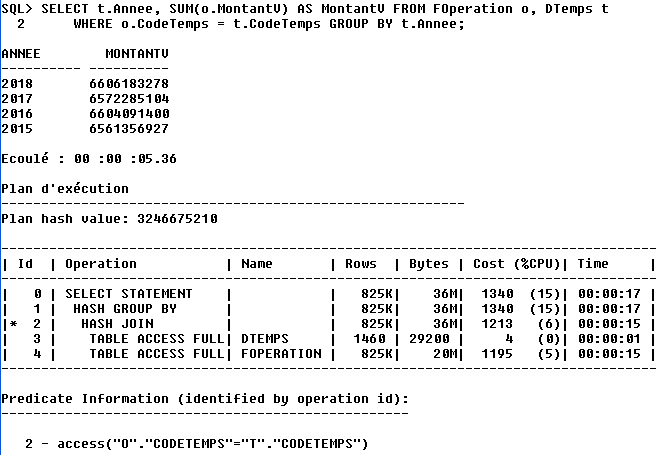 SQL> SELECT t.Annee, SUM(o.MontantV) AS MontantV FROM FOperation o, DTemps t
  2      WHERE o.CodeTemps = t.CodeTemps GROUP BY t.Annee;
ANNEE        MONTANTV
---------- ----------
2018       6606183278
2017       6572285104
2016       6604091400
2015       6561356927
Ecoulé : 00 :00 :05.36
Plan d'exécution
----------------------------------------------------------
Plan hash value: 3246675210
----------------------------------------------------------------------------------
| Id  | Operation           | Name       | Rows  | Bytes | Cost (%CPU)| Time     |
----------------------------------------------------------------------------------
|   0 | SELECT STATEMENT    |            |   825K|    36M|  1340  (15)| 00:00:17 |
|   1 |  HASH GROUP BY      |            |   825K|    36M|  1340  (15)| 00:00:17 |
|*  2 |   HASH JOIN         |            |   825K|    36M|  1213   (6)| 00:00:15 |
|   3 |    TABLE ACCESS FULL| DTEMPS     |  1460 | 29200 |     4   (0)| 00:00:01 |
|   4 |    TABLE ACCESS FULL| FOPERATION |   825K|    20M|  1195   (5)| 00:00:15 |
----------------------------------------------------------------------------------
Predicate Information (identified by operation id):
---------------------------------------------------
   2 - access("O"."CODETEMPS"="T"."CODETEMPS")